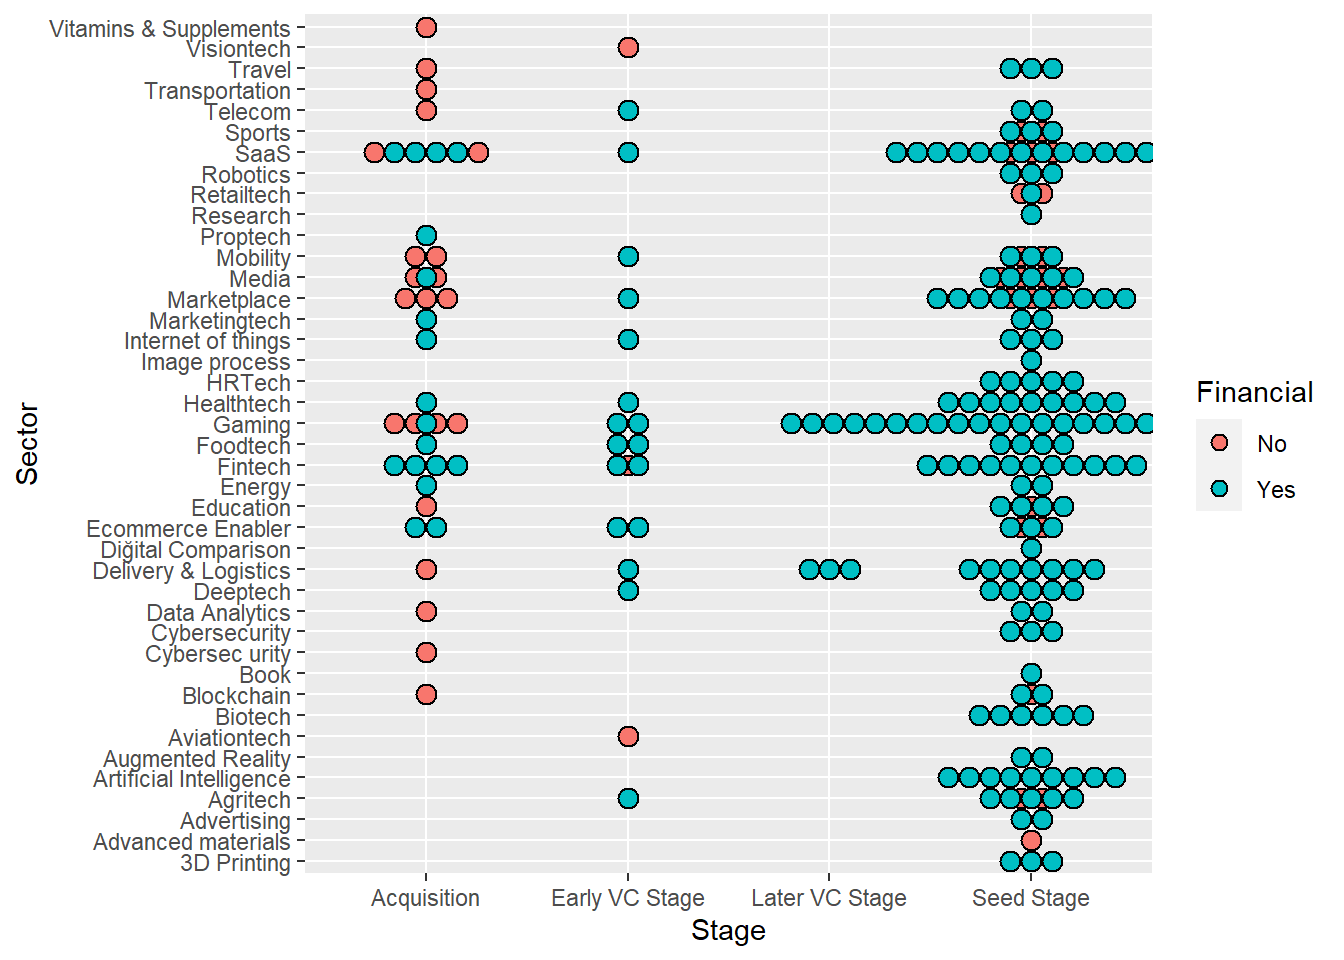 Vitamins & Supplements
Visiontech
Travel
Transportation
Telecom
Sports
SaaS
Robotics
Retailtech
Research
Proptech
Mobility
Media
Marketplace
Marketingtech
Internet of things
Image process
HRTech
Healthtech
Gaming
Foodtech
Fintech
Energy
Education
Ecommerce Enabler
Digital Comparison
Delivery & Logistics
Deeptech
Data Analytics
Cybersecurity
Cybersec urity
Book
Blockchain
Biotech
Aviationtech
Augmented Reality
Artificial Intelligence
Agritech
Advertising
Advanced materials
3D Printing
Sector
Acquisition
Early VC Stage
Later VC Stage
Seed Stage
Stage
Financial
No
Yes